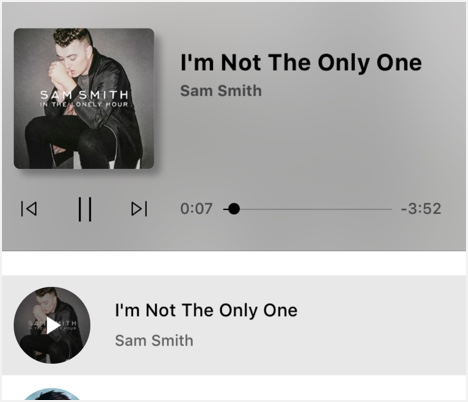 I'm Not The Only One
Sam Smith
SAM SMITH
IN THE LONELY HOUR
0:07
-3:52
I'm Not The Only One
Sam Smith